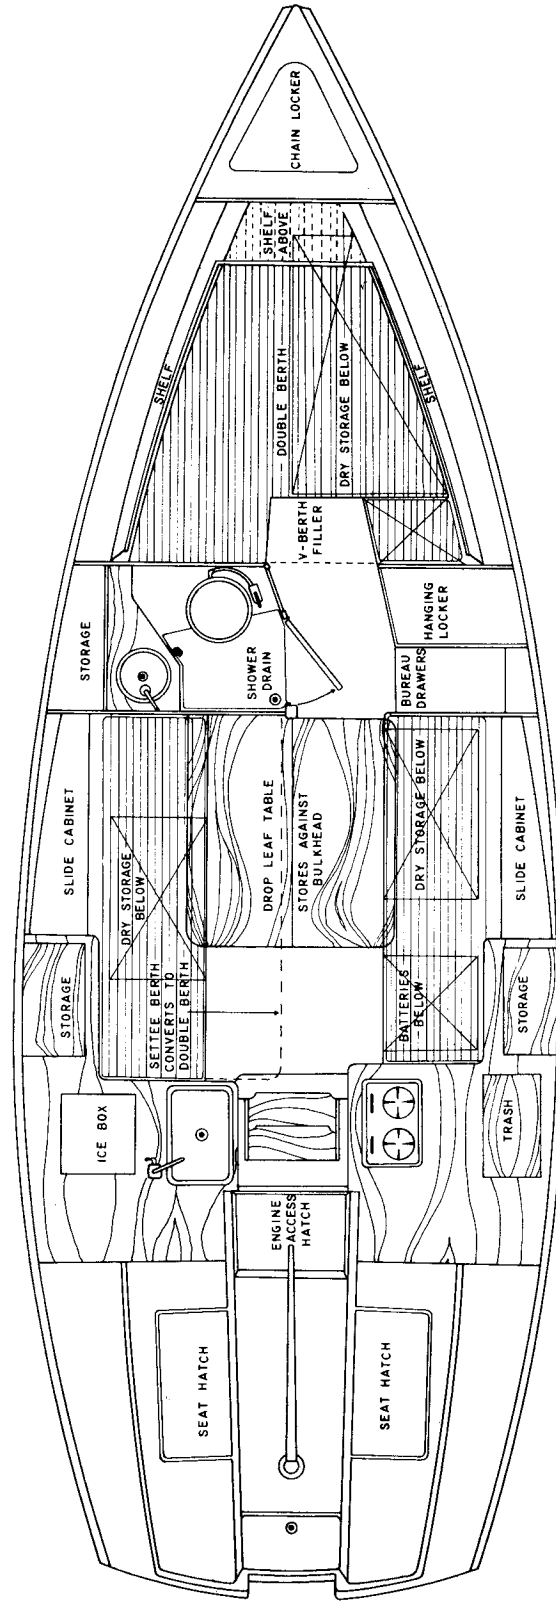 CHAIN LOCKER
SHELF
ABOVE
SHELF
SHELF
DOUBLE BERTH
DRY STORAGE BELOW
V-BERTH
FILLER
STORAGE
SHOWER
DRAIN
HANGING
LOCKER
BUREAU
DRAWERS
SLIDE CABINET
DRY STORAGE
BELOW
DROP LEAF TABLE
STORES AGAINST
BULKHEAD
DRY STORAGE BELOW
SLIDE CABINET
STORAGE
SETTEE BERTH
CONVERTS TO
DOUBLE BERTH
BATTERIES
BELOW
STORAGE
ICE BOX
TRASH
ENGINE
ACCESS
HATCH
SEAT HATCH
SEAT HATCH